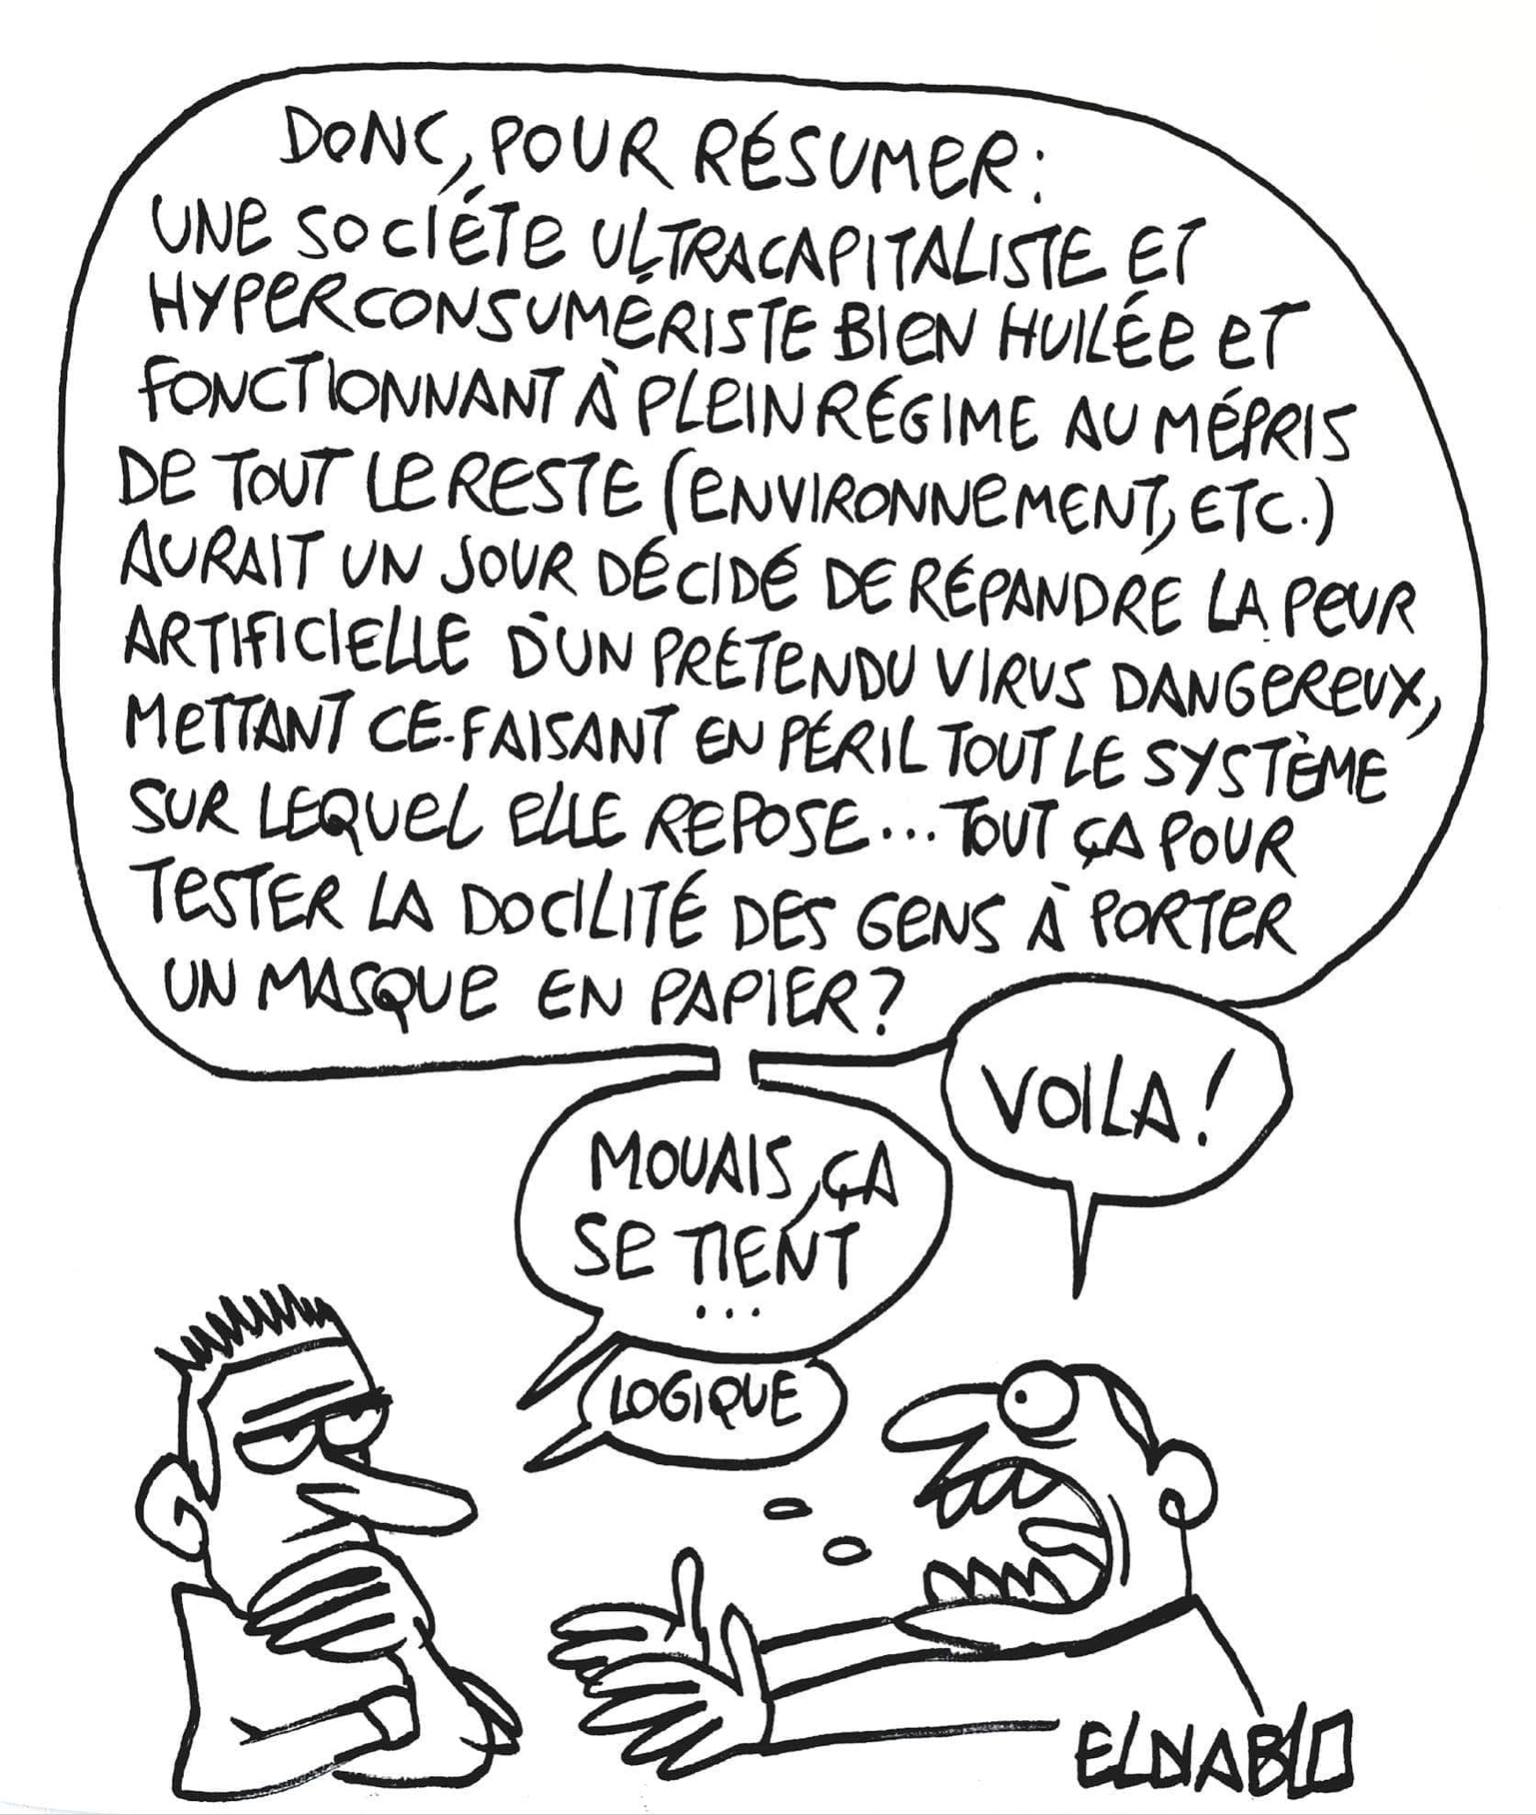 DONC, POUR RÉSUMER :
UNE SOCIÉTE ULTRACAPITALISTE ET
HYPERCONSUMÉRISTE BIEN HUILÉE ET
FONCTIONNANT À PLEIN RÉGIME AU MÉPRIS
DE TOUT LE RESTE (ENVIRONNEMENT, ETC.)
AURAIT UN JOUR DÉCIDÉ DE RÉPANDRE LA PEUR
ARTIFICIELLE D'UN PRÉTENDU VIRUS DANGEREUX,
METTANT CE-FAISANT EN PÉRIL TOUT LE SYSTÈME
SUR LEQUEL ELLE REPOSE... TOUT ÇA POUR
TESTER LA DOCILITÉ DES GENS À PORTER
UN MASQUE EN PAPIER ?
VOILA !
MOUAIS, ÇA
SE TIENT
...
LOGIQUE
ELDIABLO